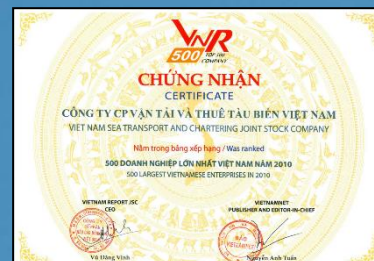 VNR
500 TOP 500
COMPANY
CHỨNG NHẬN
CERTIFICATE
CÔNG TY CP VẬN TẢI VÀ THUÊ TÀU BIỂN VIỆT NAM
VIET NAM SEA TRANSPORT AND CHARTERING JOINT STOCK COMPANY
Nằm trong bảng xếp hạng / Was ranked
500 DOANH NGHIỆP LỚN NHẤT VIỆT NAM NĂM 2010
500 LARGEST VIETNAMESE ENTERPRISES IN 2010
VIETNAM REPORT JSC
CEO
VIETNAMNET
PUBLISHER AND EDITOR-IN-CHIEF
Vũ Đăng Vinh
Nguyễn Anh Tuấn